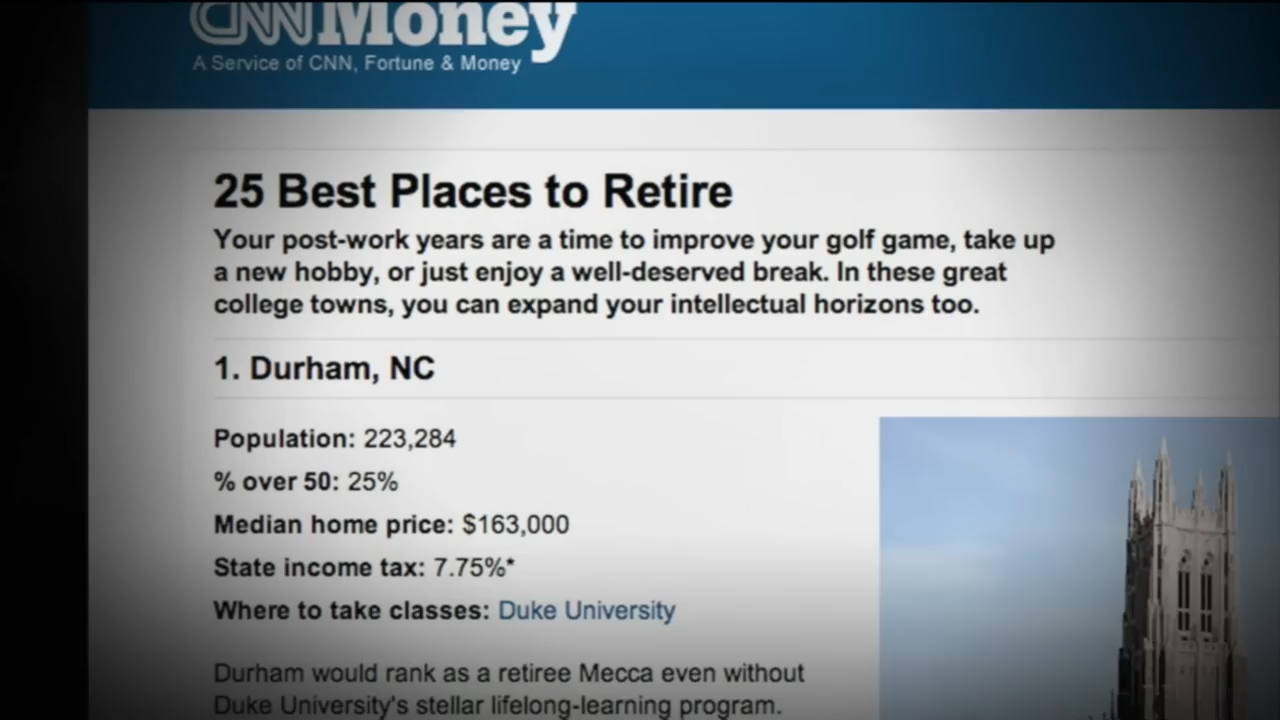 CNNMoney
A Service of CNN, Fortune & Money
25 Best Places to Retire
Your post-work years are a time to improve your golf game, take up
a new hobby, or just enjoy a well-deserved break. In these great
college towns, you can expand your intellectual horizons too.
1. Durham, NC
Population: 223,284
% over 50: 25%
Median home price: $163,000
State income tax: 7.75%*
Where to take classes: Duke University
Durham would rank as a retiree Mecca even without
Duke University's stellar lifelong-learning program.